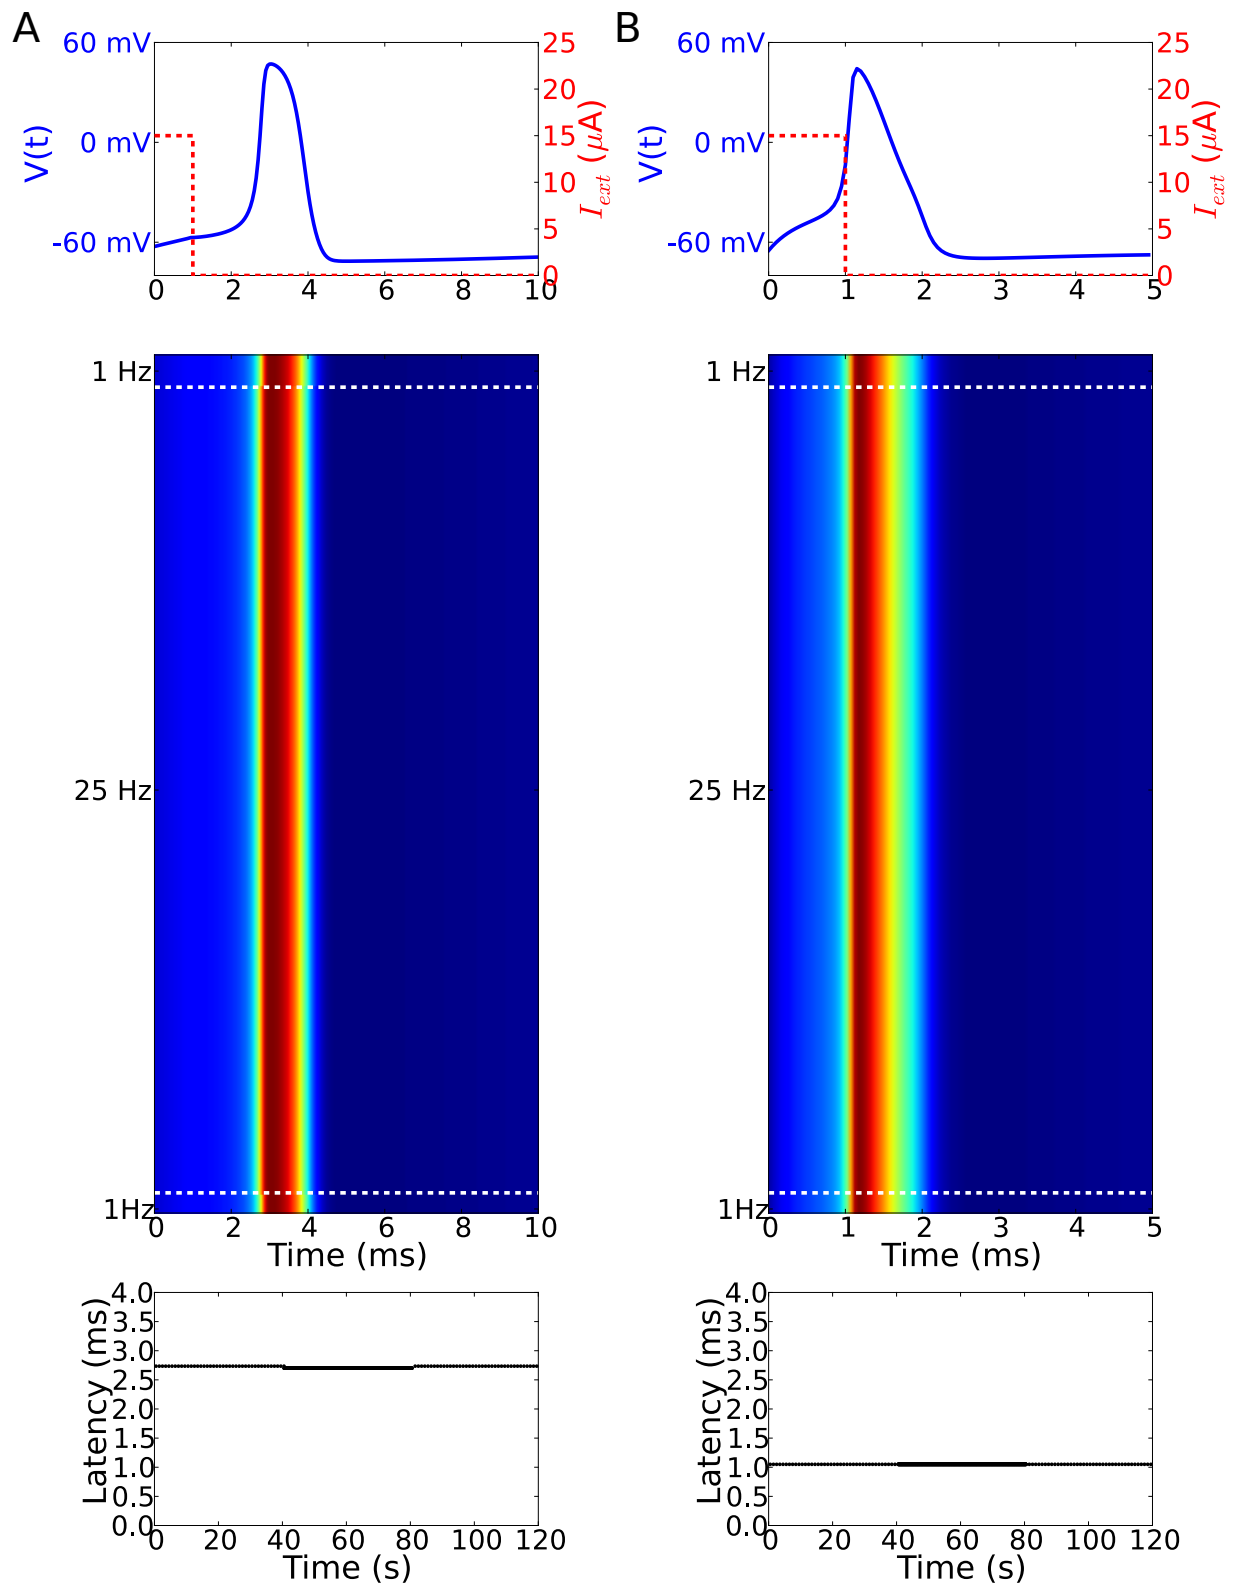 A
60 mV
0 mV
-60 mV
V(t)
25
20
15
10
5
0
I_ext (μA)
0 2 4 6 8 10
B
60 mV
0 mV
-60 mV
V(t)
25
20
15
10
5
0
I_ext (μA)
0 1 2 3 4 5
1 Hz
25 Hz
1Hz
0 2 4 6 8 10
Time (ms)
1 Hz
25 Hz
1Hz
0 1 2 3 4 5
Time (ms)
Latency (ms)
4.0
3.5
3.0
2.5
2.0
1.5
1.0
0.5
0.0
0 20 40 60 80 100 120
Time (s)
Latency (ms)
4.0
3.5
3.0
2.5
2.0
1.5
1.0
0.5
0.0
0 20 40 60 80 100 120
Time (s)